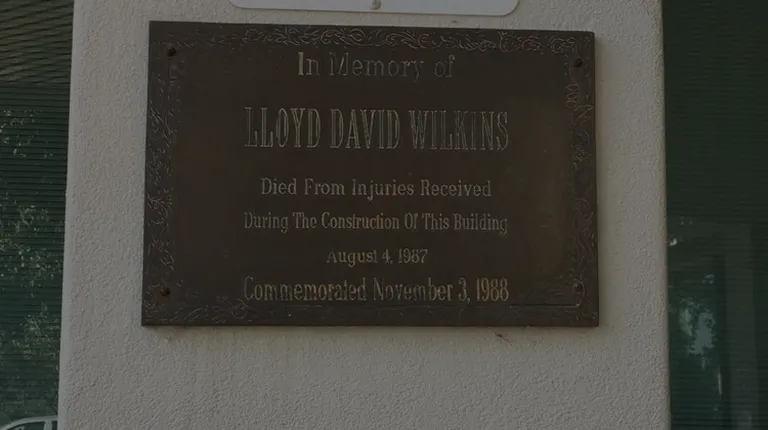 In Memory of
LLOYD DAVID WILKINS
Died From Injuries Received
During The Construction Of This Building
August 4, 1987
Commemorated November 3, 1988